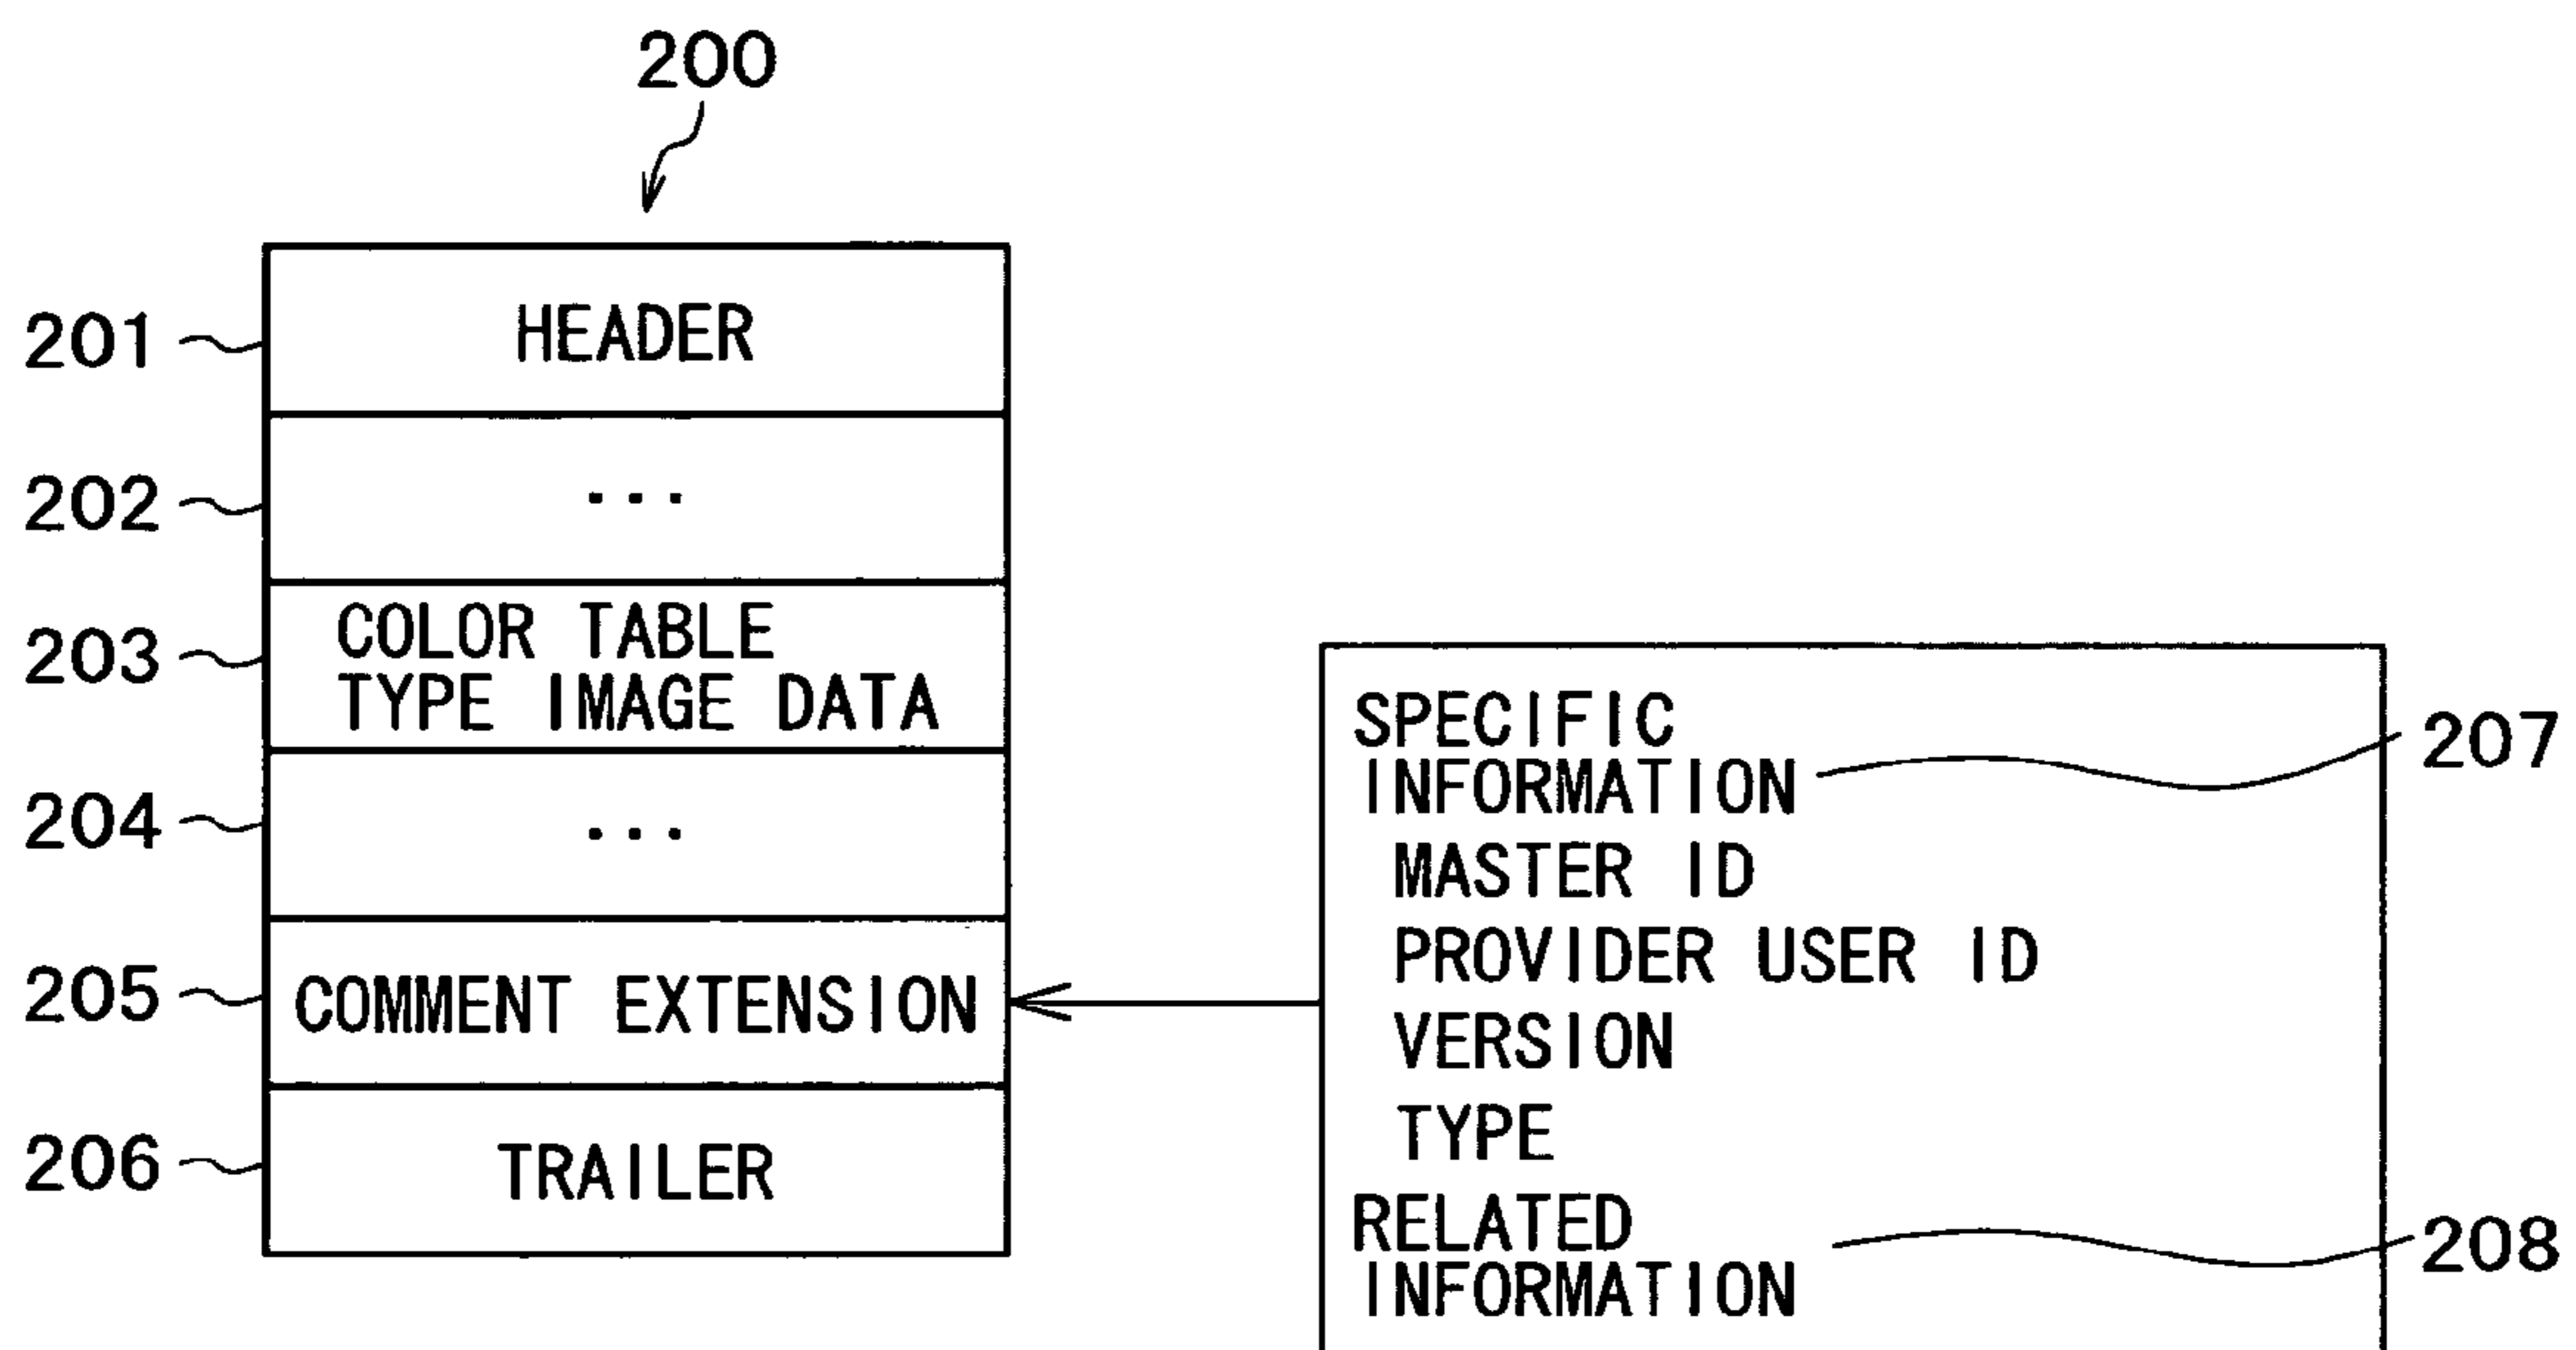 200
201 HEADER
202 ...
203 COLOR TABLE
TYPE IMAGE DATA
204 ...
205 COMMENT EXTENSION
206 TRAILER
SPECIFIC
INFORMATION 207
MASTER ID
PROVIDER USER ID
VERSION
TYPE
RELATED
INFORMATION 208